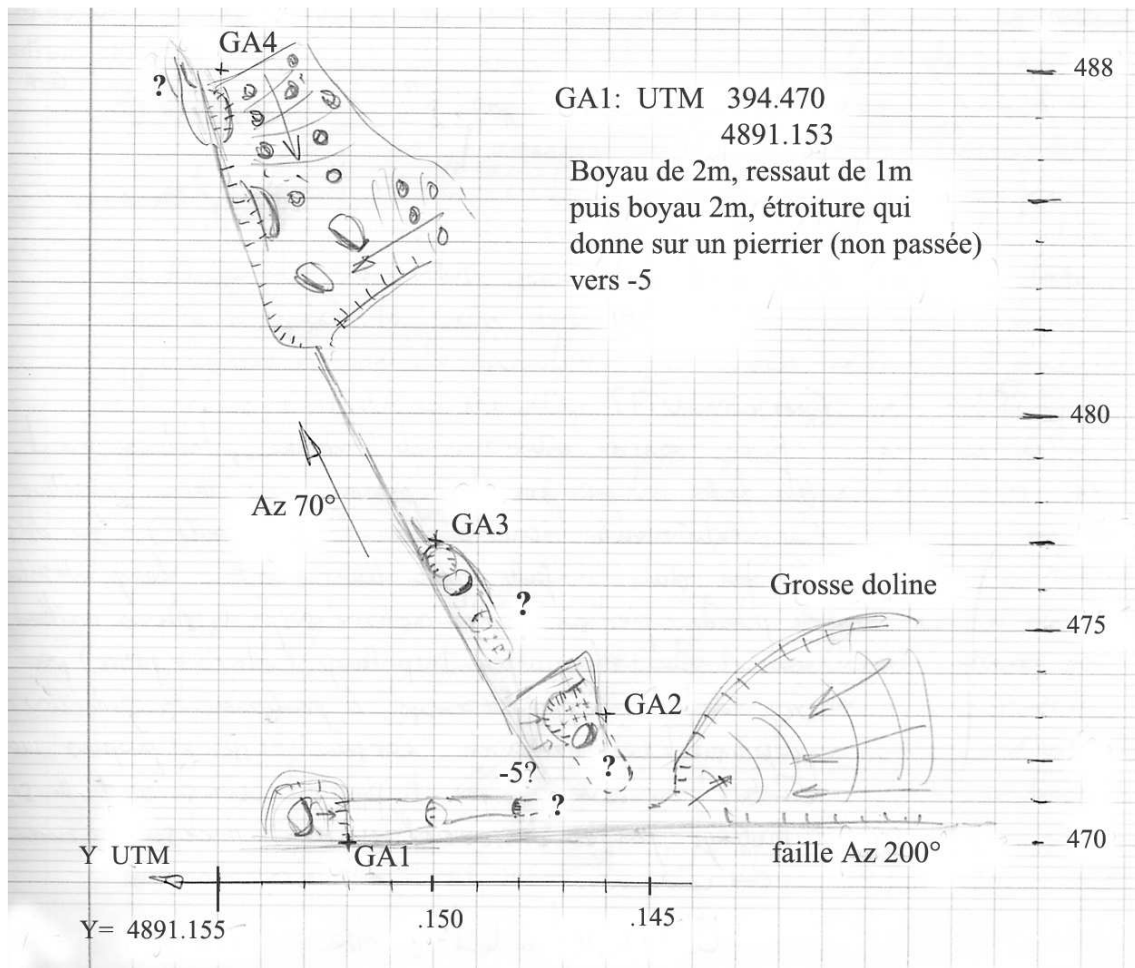 GA4
?
488
GA1: UTM 394.470
4891.153
Boyau de 2m, ressaut de 1m
puis boyau 2m, étroiture qui
donne sur un pierrier (non passée)
vers -5
480
Az 70°
GA3
?
Grosse doline
475
GA2
-5?
?
?
470
Y UTM
GA1
faille Az 200°
Y= 4891.155
.150
.145